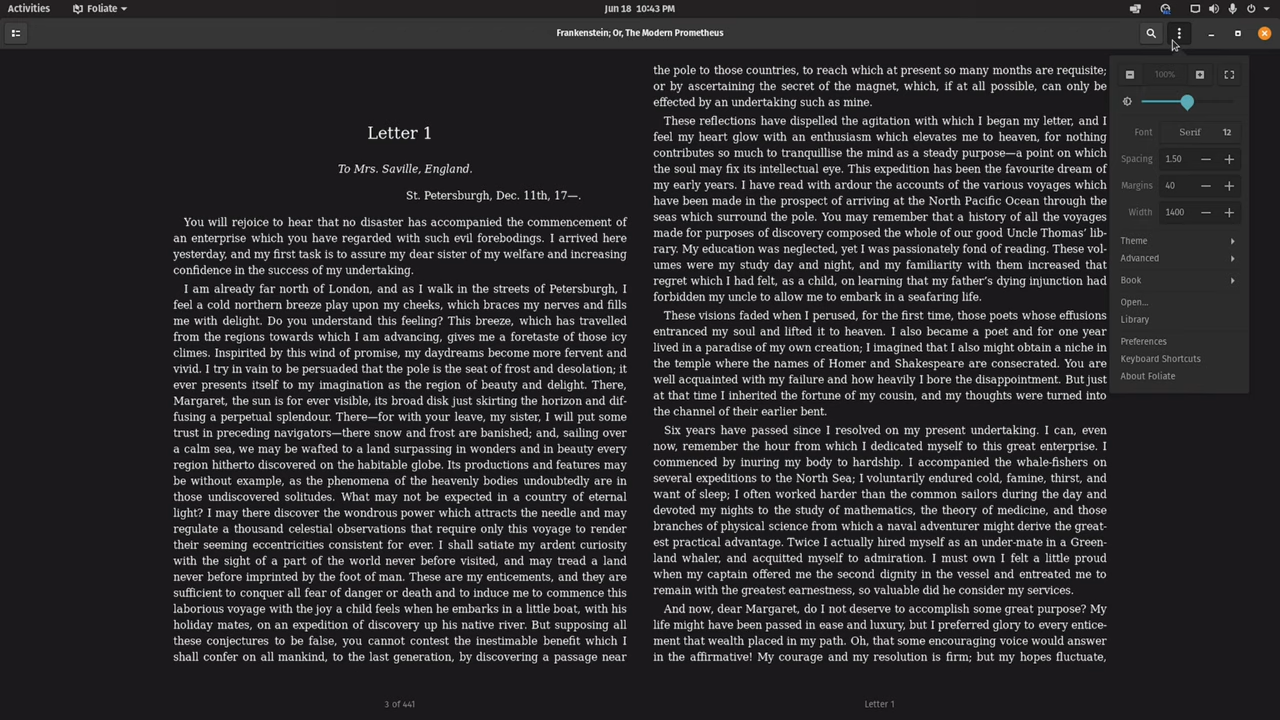 Activities
Foliate
Jun 18 10:43 PM
Frankenstein; Or, The Modern Prometheus
Letter 1
To Mrs. Saville, England.
St. Petersburgh, Dec. 11th, 17—.
You will rejoice to hear that no disaster has accompanied the commencement of
an enterprise which you have regarded with such evil forebodings. I arrived here
yesterday, and my first task is to assure my dear sister of my welfare and increasing
confidence in the success of my undertaking.
I am already far north of London, and as I walk in the streets of Petersburgh, I
feel a cold northern breeze play upon my cheeks, which braces my nerves and fills
me with delight. Do you understand this feeling? This breeze, which has travelled
from the regions towards which I am advancing, gives me a foretaste of those icy
climes. Inspirited by this wind of promise, my daydreams become more fervent and
vivid. I try in vain to be persuaded that the pole is the seat of frost and desolation; it
ever presents itself to my imagination as the region of beauty and delight. There,
Margaret, the sun is for ever visible, its broad disk just skirting the horizon and dif-
fusing a perpetual splendour. There—for with your leave, my sister, I will put some
trust in preceding navigators—there snow and frost are banished; and, sailing over
a calm sea, we may be wafted to a land surpassing in wonders and in beauty every
region hitherto discovered on the habitable globe. Its productions and features may
be without example, as the phenomena of the heavenly bodies undoubtedly are in
those undiscovered solitudes. What may not be expected in a country of eternal
light? I may there discover the wondrous power which attracts the needle and may
regulate a thousand celestial observations that require only this voyage to render
their seeming eccentricities consistent for ever. I shall satiate my ardent curiosity
with the sight of a part of the world never before visited, and may tread a land
never before imprinted by the foot of man. These are my enticements, and they are
sufficient to conquer all fear of danger or death and to induce me to commence this
laborious voyage with the joy a child feels when he embarks in a little boat, with his
holiday mates, on an expedition of discovery up his native river. But supposing all
these conjectures to be false, you cannot contest the inestimable benefit which I
shall confer on all mankind, to the last generation, by discovering a passage near
3 of 441
the pole to those countries, to reach which at present so many months are requisite;
or by ascertaining the secret of the magnet, which, if at all possible, can only be
effected by an undertaking such as mine.
These reflections have dispelled the agitation with which I began my letter, and I
feel my heart glow with an enthusiasm which elevates me to heaven, for nothing
contributes so much to tranquillise the mind as a steady purpose—a point on which
the soul may fix its intellectual eye. This expedition has been the favourite dream of
my early years. I have read with ardour the accounts of the various voyages which
have been made in the prospect of arriving at the North Pacific Ocean through the
seas which surround the pole. You may remember that a history of all the voyages
made for purposes of discovery composed the whole of our good Uncle Thomas’ lib-
rary. My education was neglected, yet I was passionately fond of reading. These vol-
umes were my study day and night, and my familiarity with them increased that
regret which I had felt, as a child, on learning that my father’s dying injunction had
forbidden my uncle to allow me to embark in a seafaring life.
These visions faded when I perused, for the first time, those poets whose effusions
entranced my soul and lifted it to heaven. I also became a poet and for one year
lived in a paradise of my own creation; I imagined that I also might obtain a niche in
the temple where the names of Homer and Shakespeare are consecrated. You are
well acquainted with my failure and how heavily I bore the disappointment. But just
at that time I inherited the fortune of my cousin, and my thoughts were turned into
the channel of their earlier bent.
Six years have passed since I resolved on my present undertaking. I can, even
now, remember the hour from which I dedicated myself to this great enterprise. I
commenced by inuring my body to hardship. I accompanied the whale-fishers on
several expeditions to the North Sea; I voluntarily endured cold, famine, thirst, and
want of sleep; I often worked harder than the common sailors during the day and
devoted my nights to the study of mathematics, the theory of medicine, and those
branches of physical science from which a naval adventurer might derive the great-
est practical advantage. Twice I actually hired myself as an under-mate in a Green-
land whaler, and acquitted myself to admiration. I must own I felt a little proud
when my captain offered me the second dignity in the vessel and entreated me to
remain with the greatest earnestness, so valuable did he consider my services.
And now, dear Margaret, do I not deserve to accomplish some great purpose? My
life might have been passed in ease and luxury, but I preferred glory to every entice-
ment that wealth placed in my path. Oh, that some encouraging voice would answer
in the affirmative! My courage and my resolution is firm; but my hopes fluctuate,
Letter 1
100%
Font Serif 12
Spacing 1.50
Margins 40
Width 1400
Theme
Advanced
Book
Open...
Library
Preferences
Keyboard Shortcuts
About Foliate